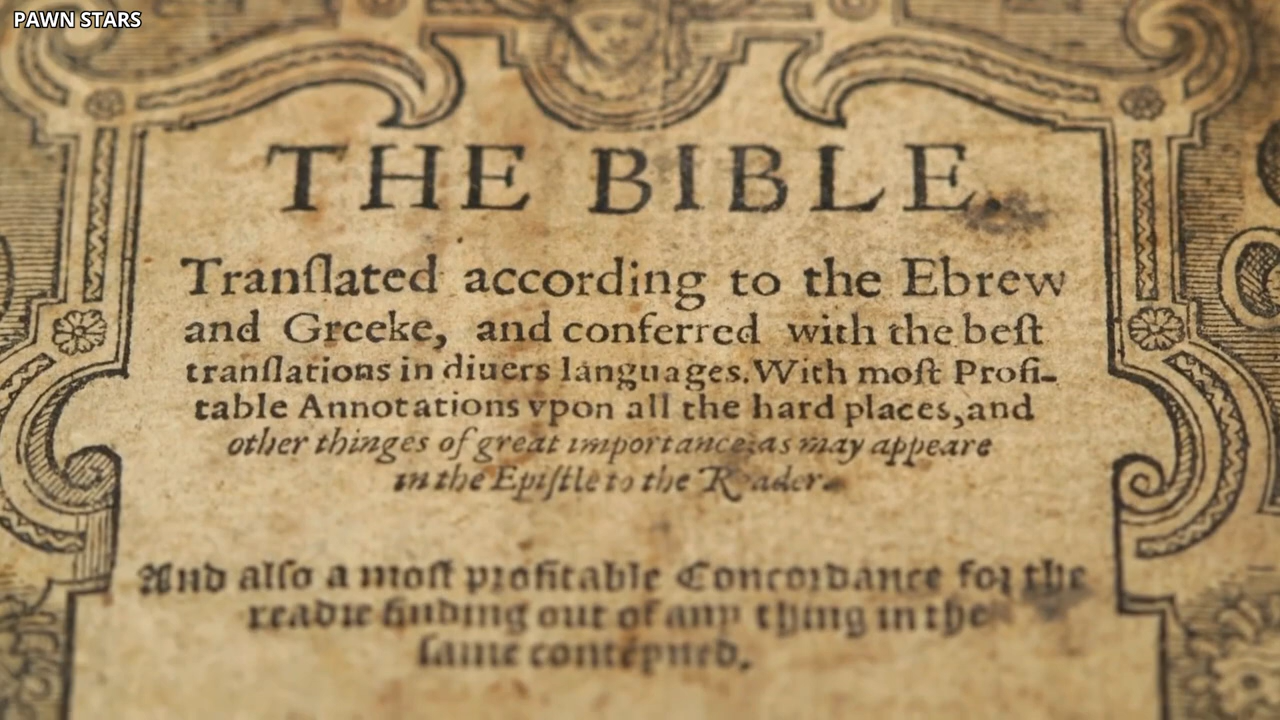 PAWN STARS
THE BIBLE.
Tranſlated according to the Ebrew
and Greeke, and conferred with the beſt
tranſlations in diuers languages. With moſt Profi-
table Annotations vpon all the hard places, and
other thinges of great importance: as may appeare
in the Epiſtle to the Reader.
And alſo a moſt profitable Concordance for the
readie finding out of any thing in the
ſame conteyned.